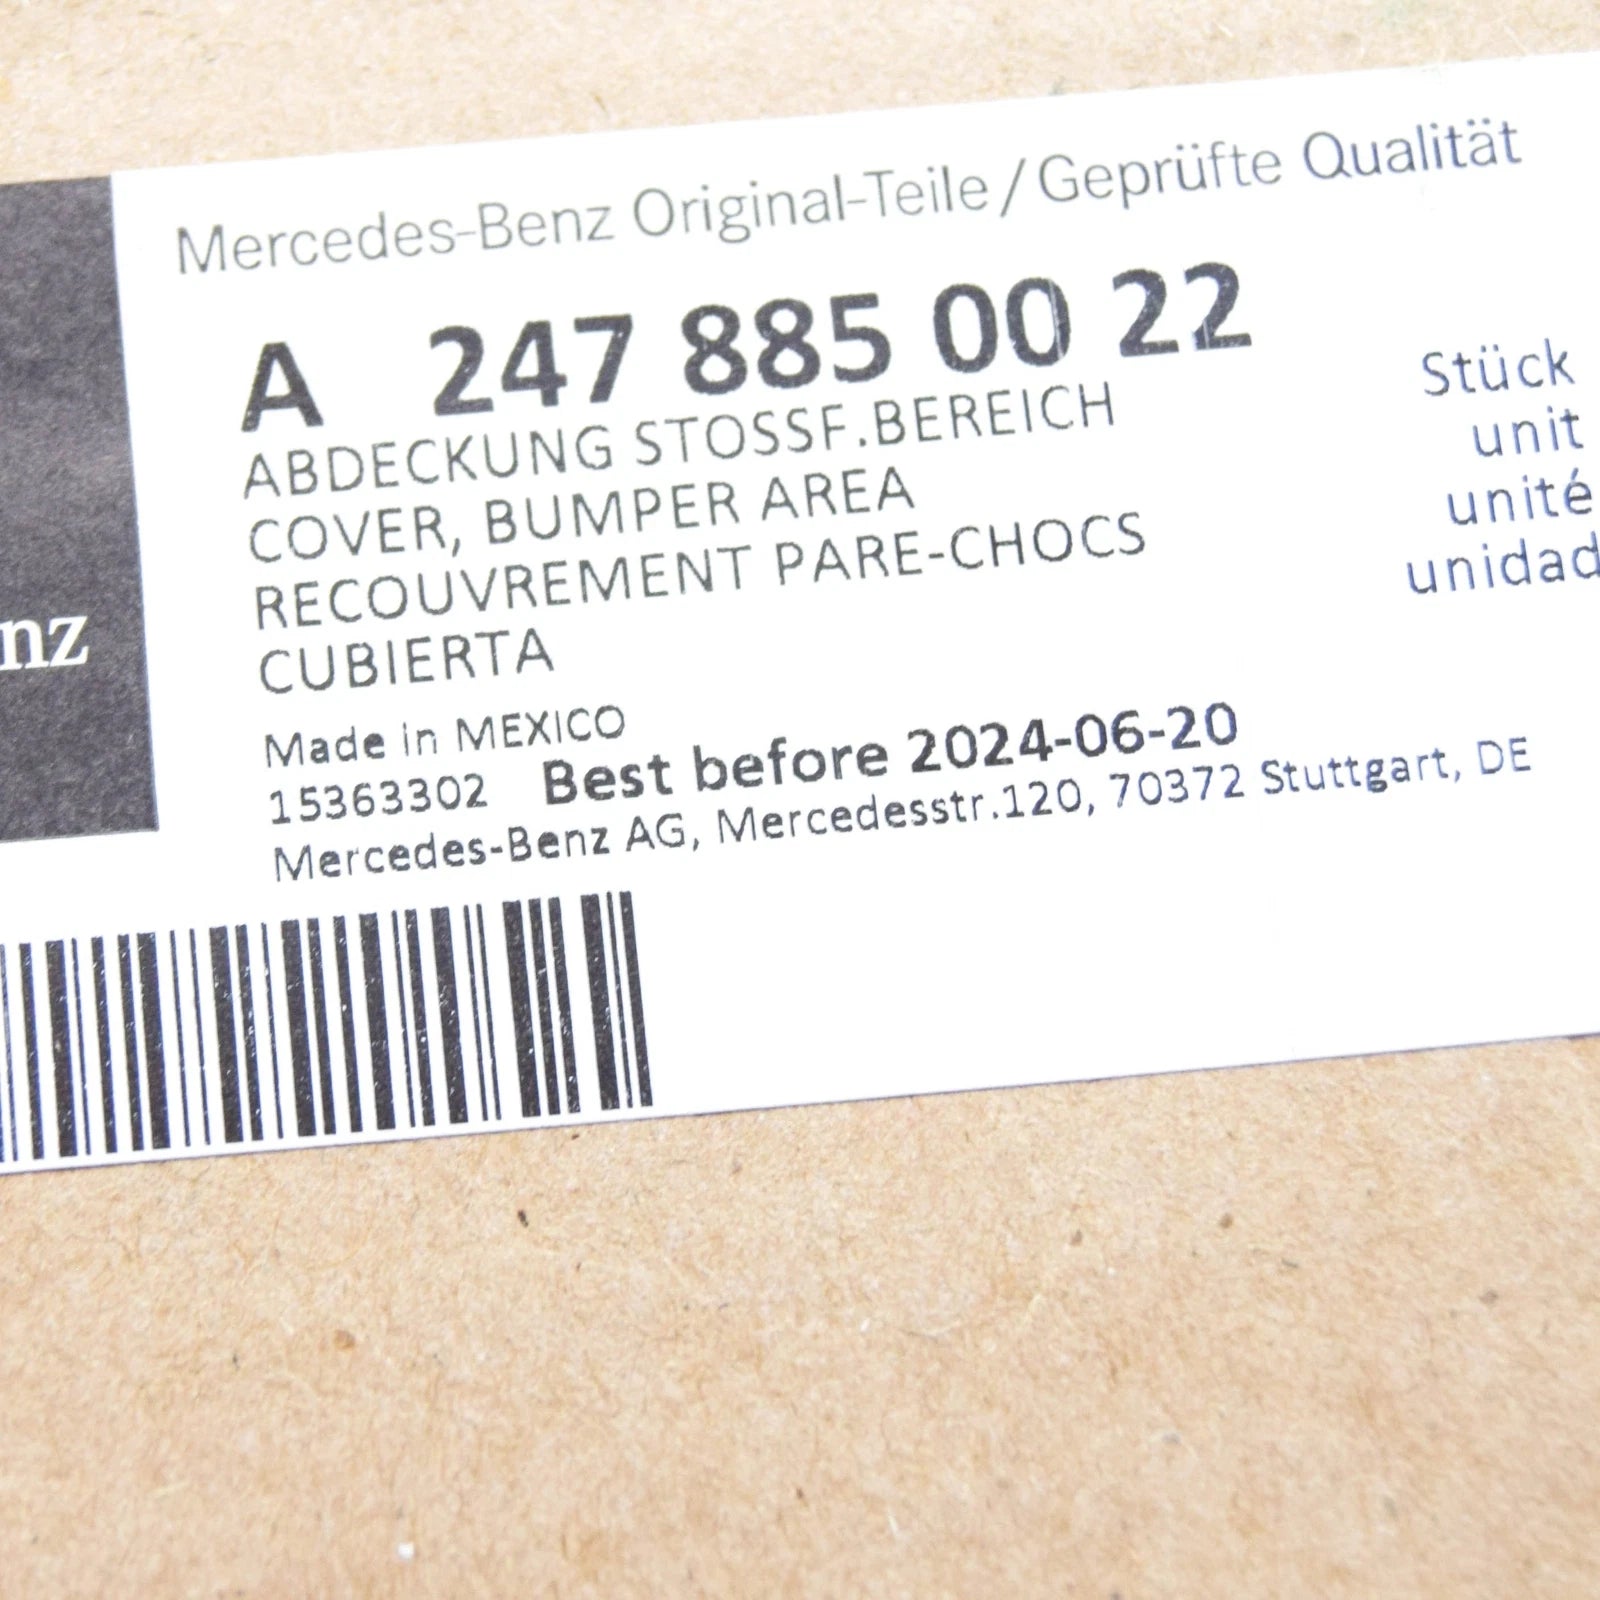 Mercedes-Benz Original-Teile / Geprüfte Qualität
A 247 885 00 22
ABDECKUNG STOSSF.BEREICH
COVER, BUMPER AREA
RECOUVREMENT PARE-CHOCS
CUBIERTA
Stück
unit
unité
unidad
nz
Made in MEXICO
15363302 Best before 2024-06-20
Mercedes-Benz AG, Mercedesstr.120, 70372 Stuttgart, DE